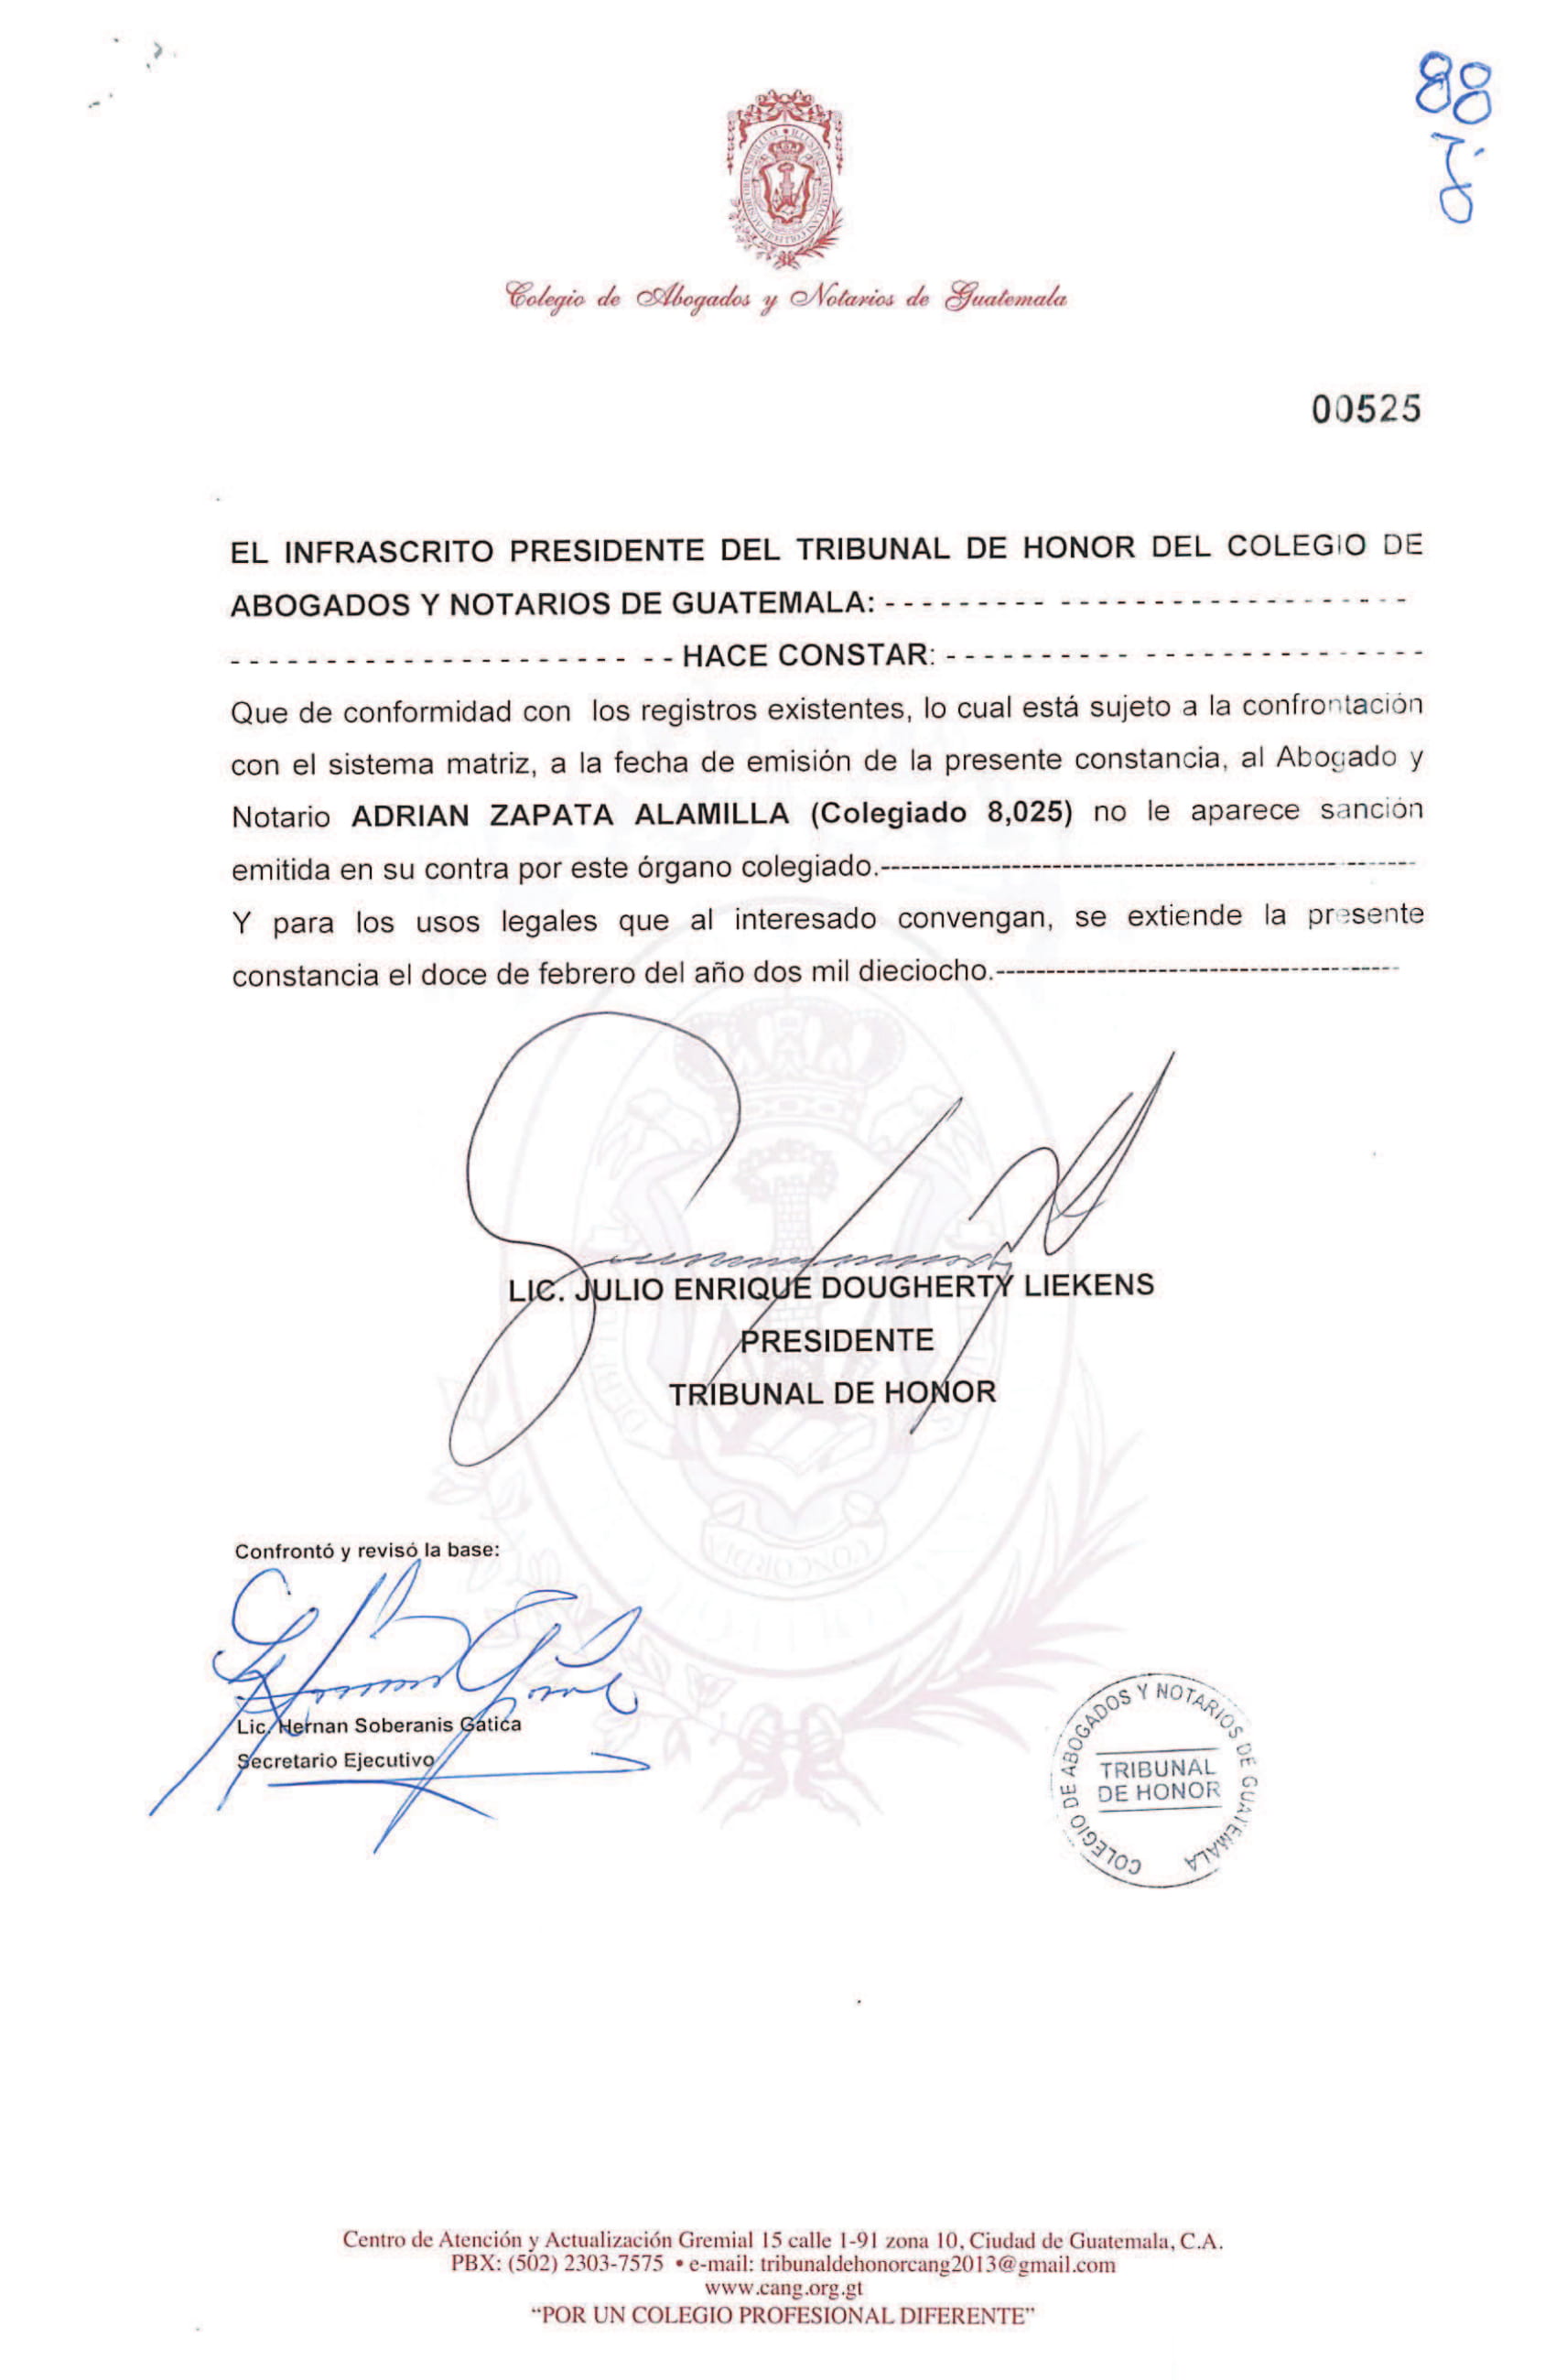 88
Colegio de Abogados y Notarios de Guatemala
00525
EL INFRASCRITO PRESIDENTE DEL TRIBUNAL DE HONOR DEL COLEGIO DE
ABOGADOS Y NOTARIOS DE GUATEMALA: - - - - - - - - - - - - - - - - - - - - - - - - - - - -
- - - - - - - - - - - - - - - - - - - - - - - HACE CONSTAR: - - - - - - - - - - - - - - - - - - - - - - - - -
Que de conformidad con los registros existentes, lo cual está sujeto a la confrontación
con el sistema matriz, a la fecha de emisión de la presente constancia, al Abogado y
Notario ADRIAN ZAPATA ALAMILLA (Colegiado 8,025) no le aparece sanción
emitida en su contra por este órgano colegiado.-----------------------------------------------------
Y para los usos legales que al interesado convengan, se extiende la presente
constancia el doce de febrero del año dos mil dieciocho.----------------------------------------
LIC. JULIO ENRIQUE DOUGHERTY LIEKENS
PRESIDENTE
TRIBUNAL DE HONOR
CONCORDIA
Confrontó y revisó la base:
Lic. Hernan Soberanis Gatica
Secretario Ejecutivo
COLEGIO DE ABOGADOS Y NOTARIOS DE GUATEMALA
TRIBUNAL
DE HONOR
Centro de Atención y Actualización Gremial 15 calle 1-91 zona 10, Ciudad de Guatemala, C.A.
PBX: (502) 2303-7575 • e-mail: tribunaldehonorcang2013@gmail.com
www.cang.org.gt
“POR UN COLEGIO PROFESIONAL DIFERENTE”